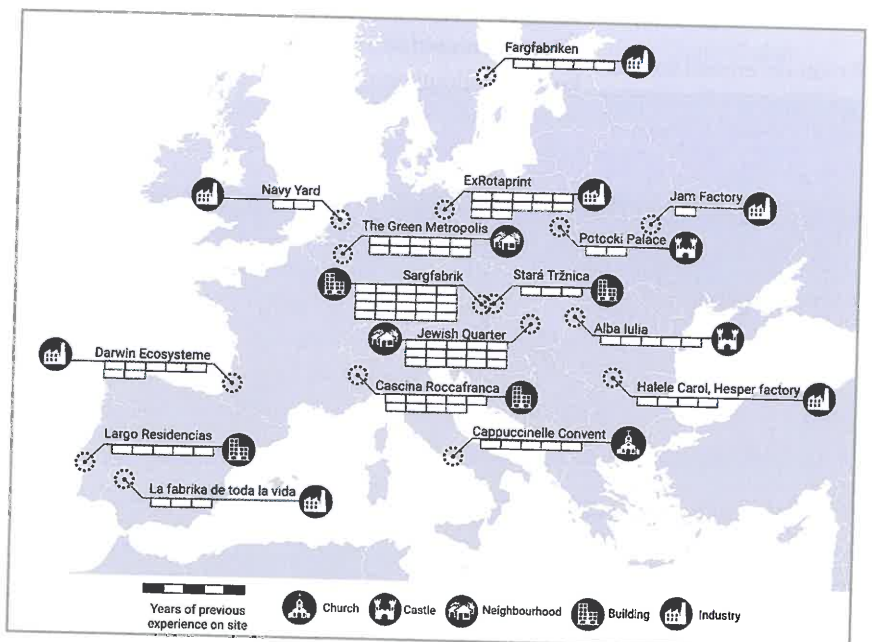 Fargfabriken
Navy Yard
ExRotaprint
Jam Factory
The Green Metropolis
Potocki Palace
Sargfabrik
Stará Tržnica
Jewish Quarter
Alba Iulia
Darwin Ecosysteme
Cascina Roccafranca
Halele Carol, Hesper factory
Largo Residencias
Cappuccinelle Convent
La fabrika de toda la vida
Years of previous
experience on site
Church
Castle
Neighbourhood
Building
Industry